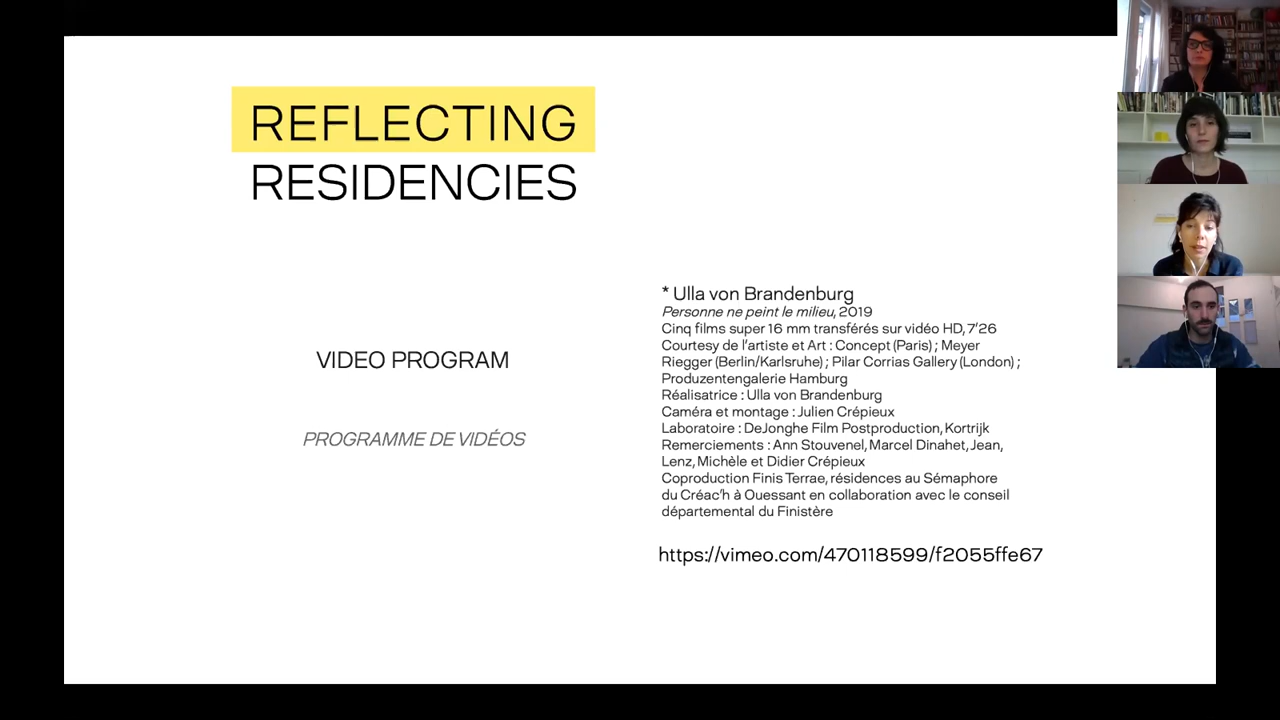 REFLECTING
RESIDENCIES
VIDEO PROGRAM
PROGRAMME DE VIDÉOS
* Ulla von Brandenburg
Personne ne peint le milieu, 2019
Cinq films super 16 mm transférés sur vidéo HD, 7’26
Courtesy de l’artiste et Art : Concept (Paris) ; Meyer
Riegger (Berlin/Karlsruhe) ; Pilar Corrias Gallery (London) ;
Produzentengalerie Hamburg
Réalisatrice : Ulla von Brandenburg
Caméra et montage : Julien Crépieux
Laboratoire : DeJonghe Film Postproduction, Kortrijk
Remerciements : Ann Stouvenel, Marcel Dinahet, Jean,
Lenz, Michèle et Didier Crépieux
Coproduction Finis Terrae, résidences au Sémaphore
du Créac’h à Ouessant en collaboration avec le conseil
départemental du Finistère
https://vimeo.com/470118599/f2055ffe67